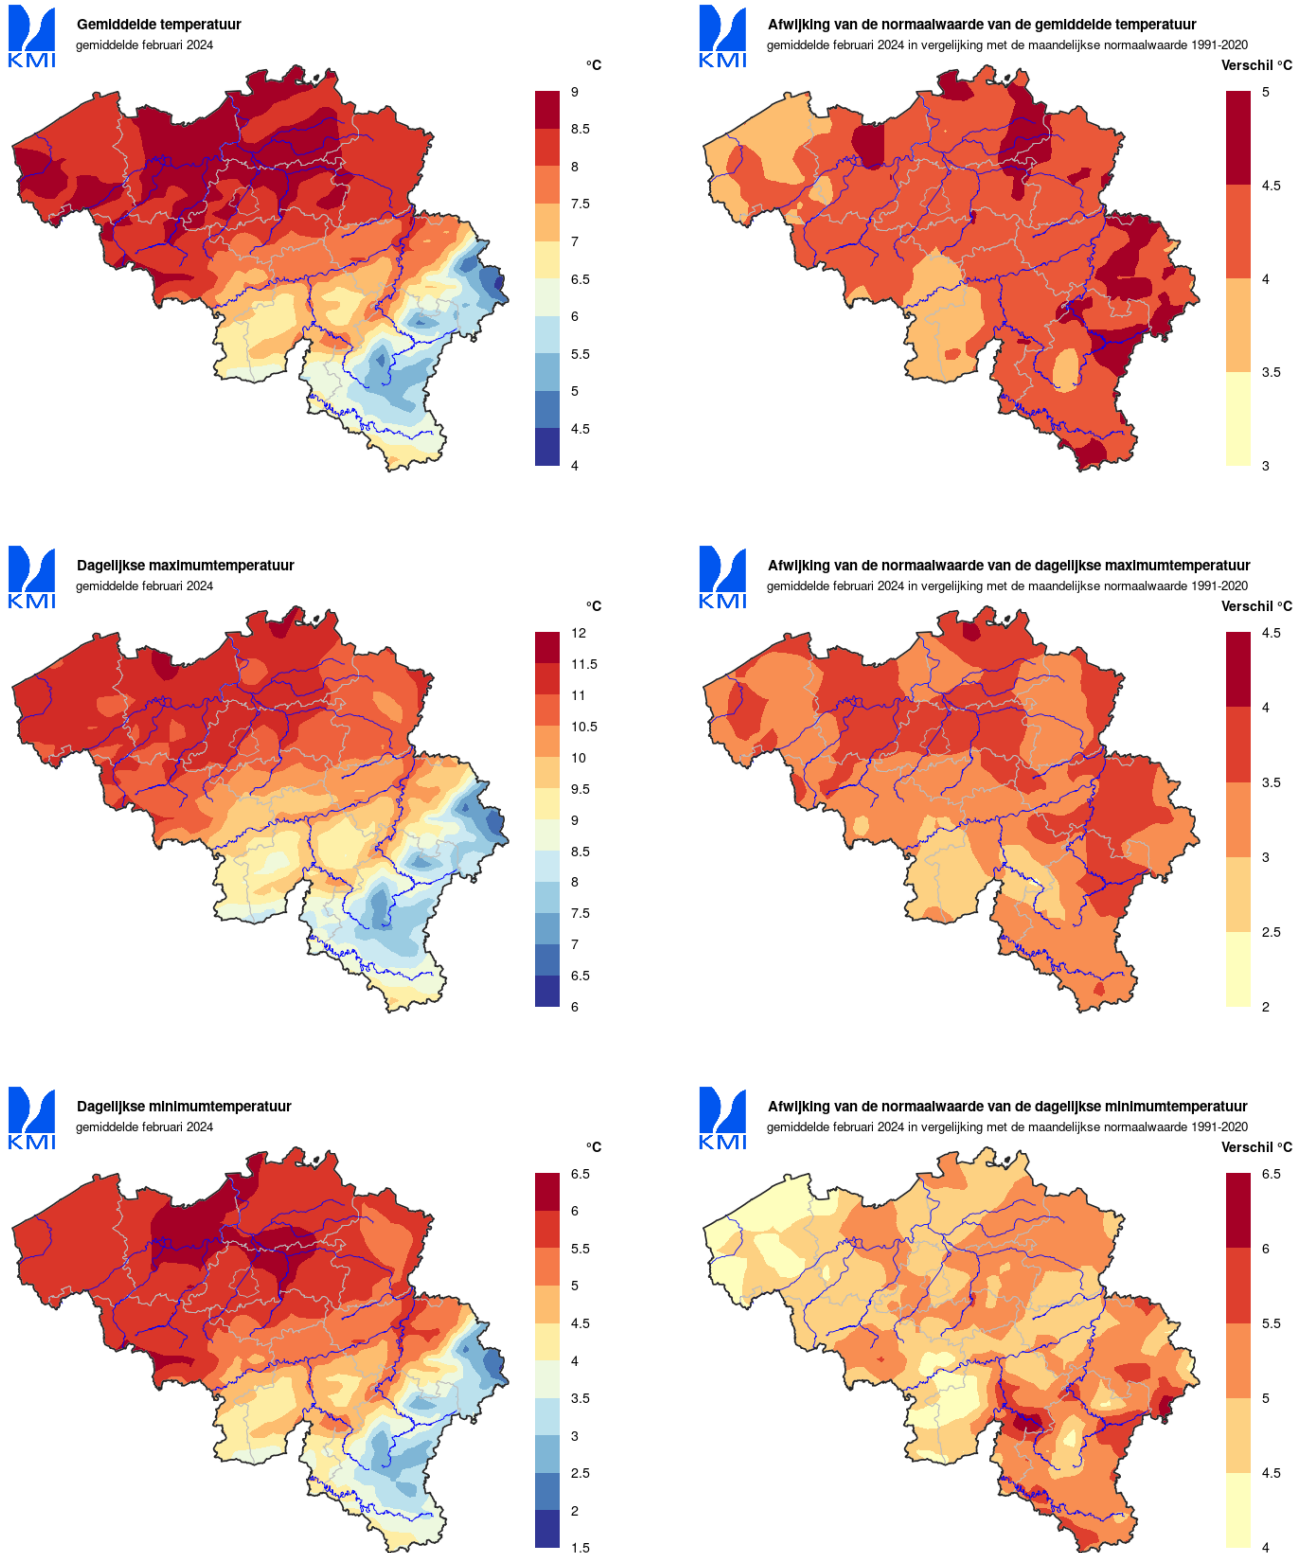 KMI
Gemiddelde temperatuur
gemiddelde februari 2024
°C
9
8.5
8
7.5
7
6.5
6
5.5
5
4.5
4
KMI
Afwijking van de normaalwaarde van de gemiddelde temperatuur
gemiddelde februari 2024 in vergelijking met de maandelijkse normaalwaarde 1991-2020
Verschil °C
5
4.5
4
3.5
3
KMI
Dagelijkse maximumtemperatuur
gemiddelde februari 2024
°C
12
11.5
11
10.5
10
9.5
9
8.5
8
7.5
7
6.5
6
KMI
Afwijking van de normaalwaarde van de dagelijkse maximumtemperatuur
gemiddelde februari 2024 in vergelijking met de maandelijkse normaalwaarde 1991-2020
Verschil °C
4.5
4
3.5
3
2.5
2
KMI
Dagelijkse minimumtemperatuur
gemiddelde februari 2024
°C
6.5
6
5.5
5
4.5
4
3.5
3
2.5
2
1.5
KMI
Afwijking van de normaalwaarde van de dagelijkse minimumtemperatuur
gemiddelde februari 2024 in vergelijking met de maandelijkse normaalwaarde 1991-2020
Verschil °C
6.5
6
5.5
5
4.5
4